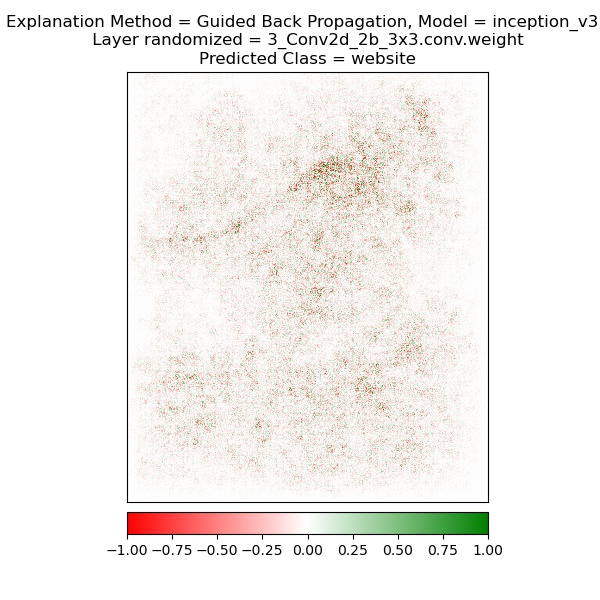 Explanation Method = Guided Back Propagation, Model = inception_v3
Layer randomized = 3_Conv2d_2b_3x3.conv.weight
Predicted Class = website
−1.00 −0.75 −0.50 −0.25 0.00 0.25 0.50 0.75 1.00